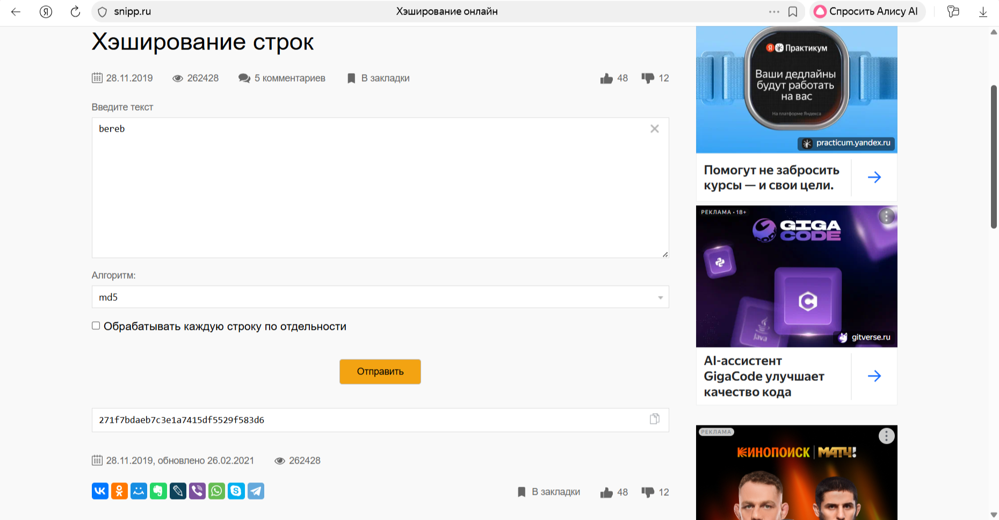 snipp.ru
Хэширование онлайн
Спросить Алису AI
Хэширование строк
28.11.2019
262428
5 комментариев
В закладки
48
12
Введите текст
bereb
Алгоритм:
md5
Обрабатывать каждую строку по отдельности
Отправить
271f7bdaeb7c3e1a7415df5529f583d6
28.11.2019, обновлено 26.02.2021
262428
В закладки
48
12
Я Практикум
Ваши дедлайны
будут работать
на вас
На платформе Яндекса
practicum.yandex.ru
Помогут не забросить
курсы — и свои цели.
РЕКЛАМА • 18+
GIGA
CODE
Java
gitverse.ru
AI-ассистент
GigaCode улучшает
качество кода
РЕКЛАМА
КИНОПОИСК | МАТЧ!